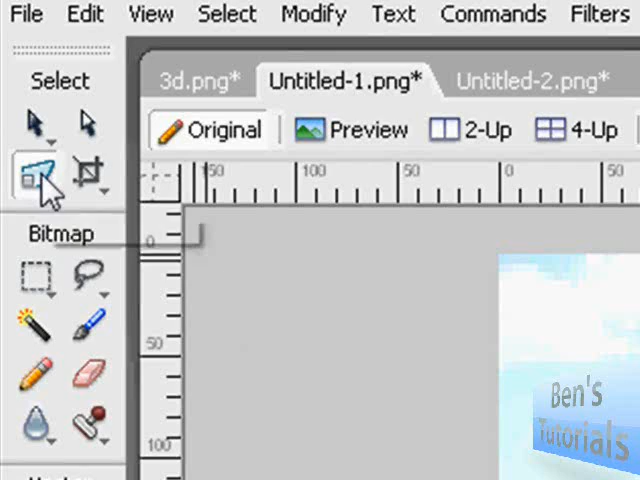 File Edit View Select Modify Text Commands Filters
3d.png* Untitled-1.png* Untitled-2.png*
Select
Original Preview 2-Up 4-Up
150 100 50 0 50
Bitmap
0
50
100
Ben's
Tutorials